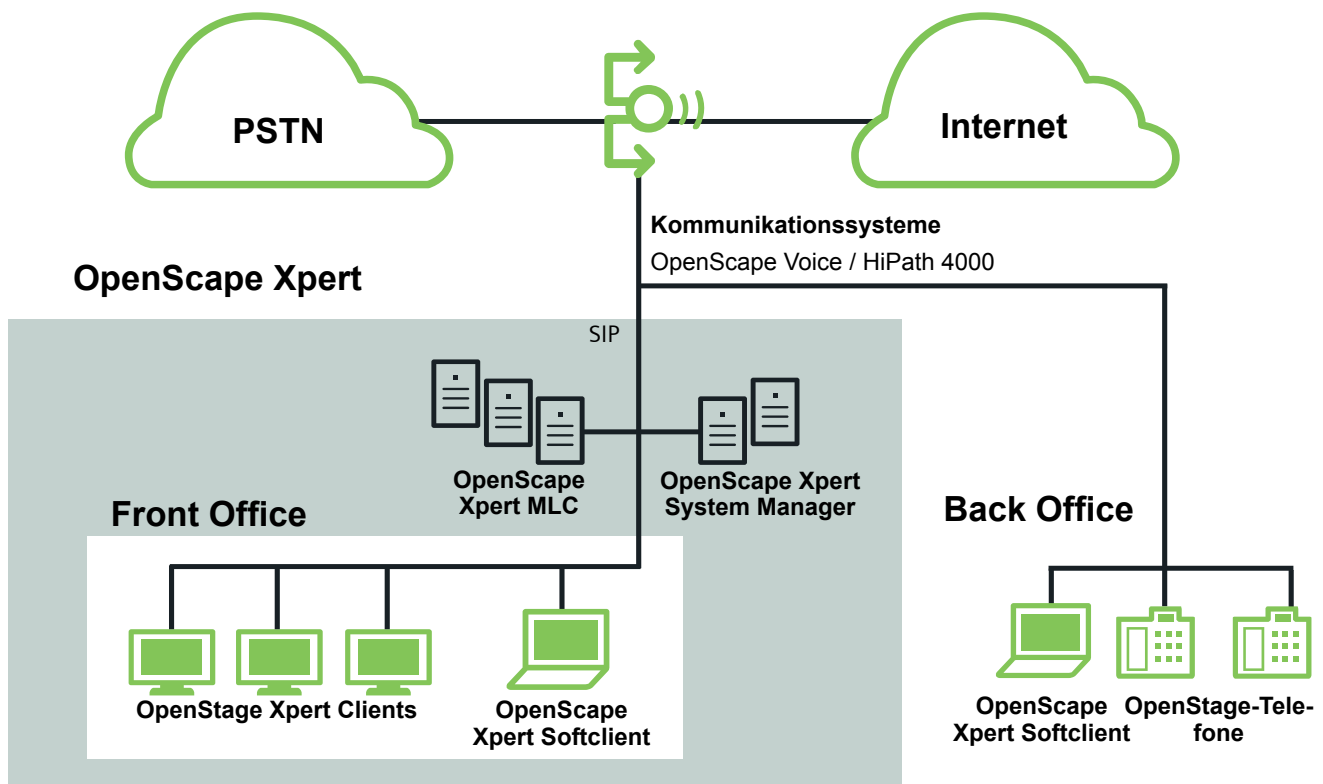 PSTN
Internet
Kommunikationssysteme
OpenScape Voice / HiPath 4000
OpenScape Xpert
SIP
OpenScape
Xpert MLC
OpenScape Xpert
System Manager
Front Office
Back Office
OpenStage Xpert Clients
OpenScape
Xpert Softclient
OpenScape
Xpert Softclient
OpenStage-Tele-
fone